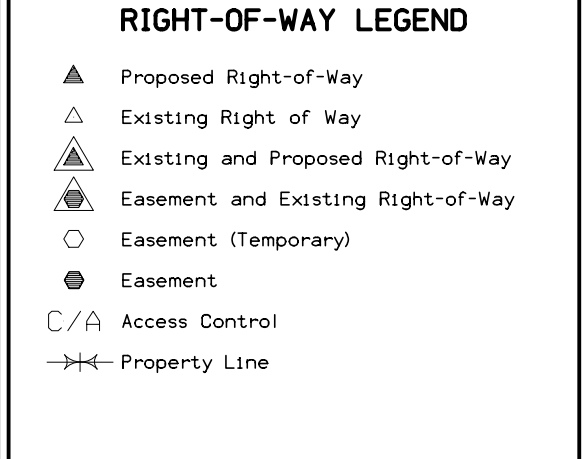 RIGHT-OF-WAY LEGEND
Proposed Right-of-Way
Existing Right of Way
Existing and Proposed Right-of-Way
Easement and Existing Right-of-Way
Easement (Temporary)
Easement
C/A Access Control
Property Line